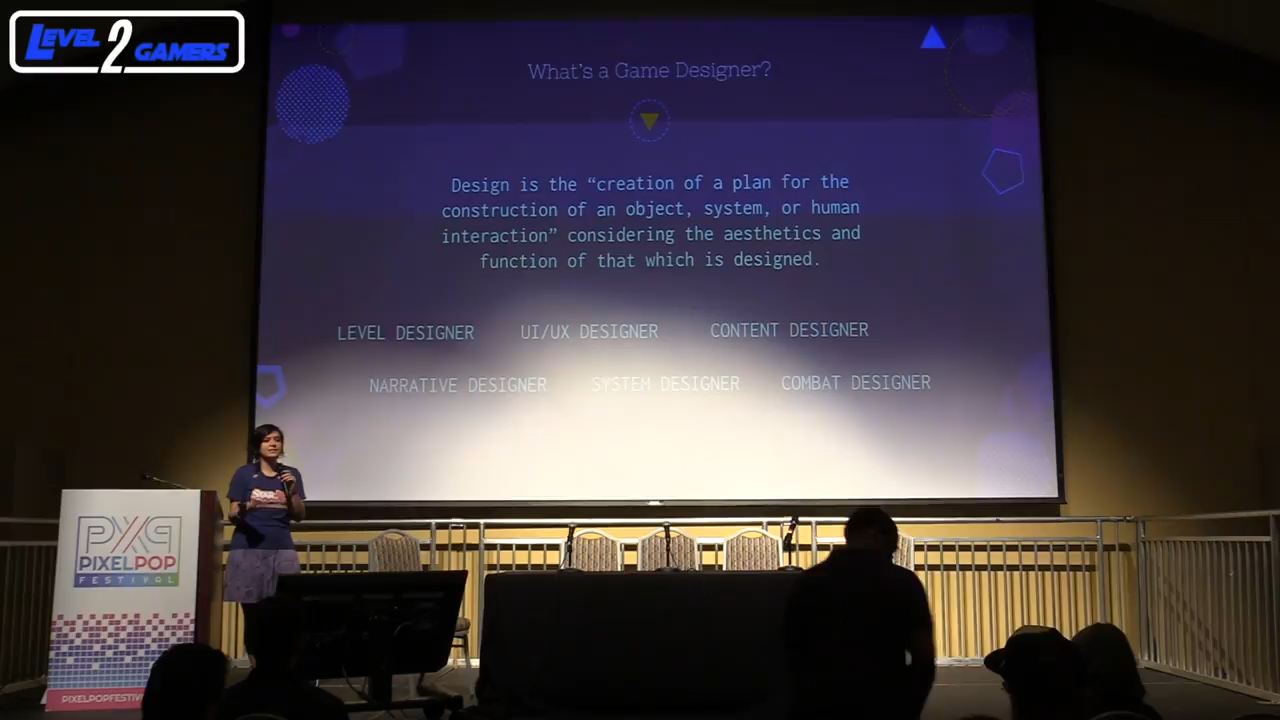 LEVEL 2 GAMERS
What's a Game Designer?
Design is the “creation of a plan for the
construction of an object, system, or human
interaction” considering the aesthetics and
function of that which is designed.
LEVEL DESIGNER UI/UX DESIGNER CONTENT DESIGNER
NARRATIVE DESIGNER SYSTEM DESIGNER COMBAT DESIGNER
PXP
PIXELPOP
FESTIVAL
PIXELPOPFESTIV